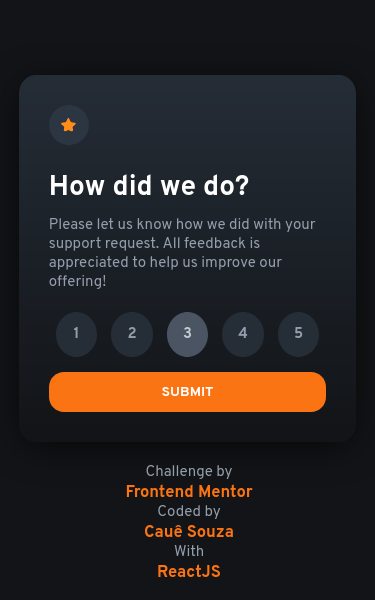 How did we do?
Please let us know how we did with your
support request. All feedback is
appreciated to help us improve our
offering!
1 2 3 4 5
SUBMIT
Challenge by
Frontend Mentor
Coded by
Cauê Souza
With
ReactJS